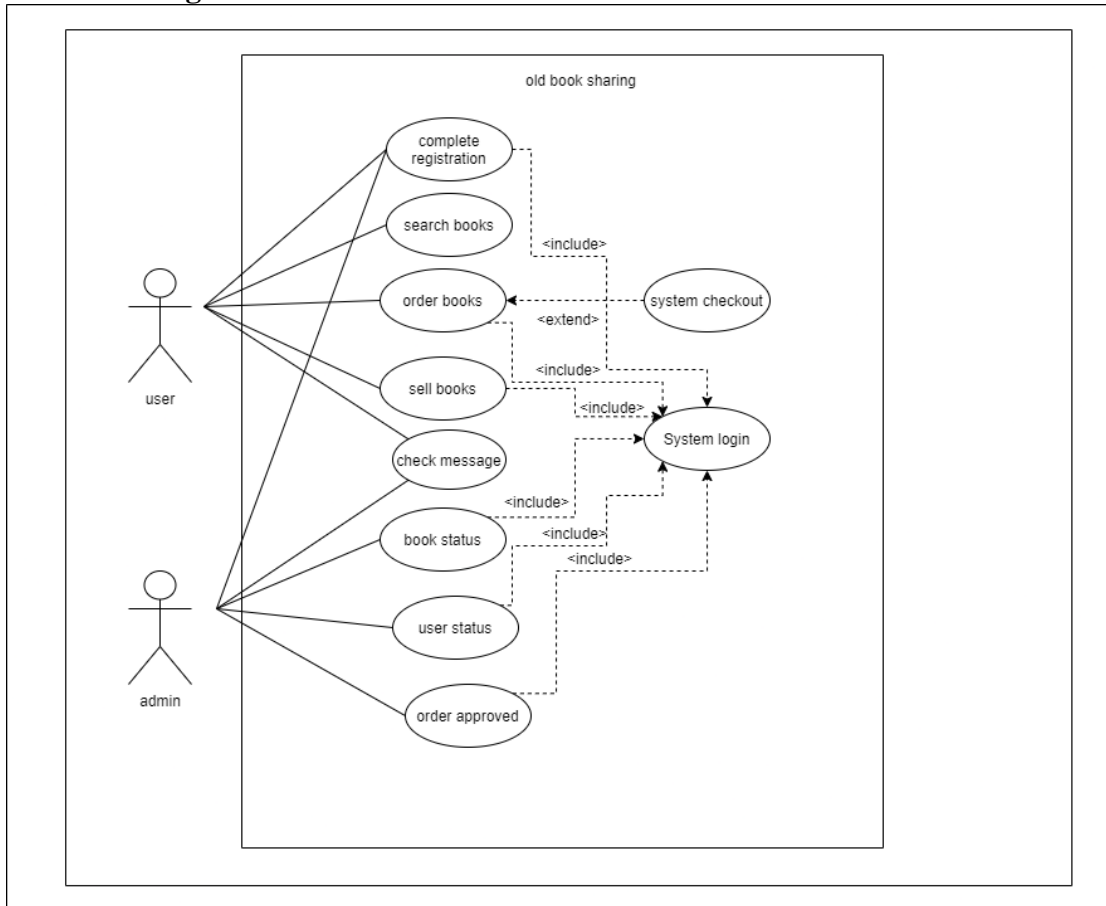 old book sharing
complete
registration
search books
<include>
order books
system checkout
<extend>
<include>
sell books
<include>
user
System login
check message
<include>
book status
<include>
<include>
user status
admin
order approved